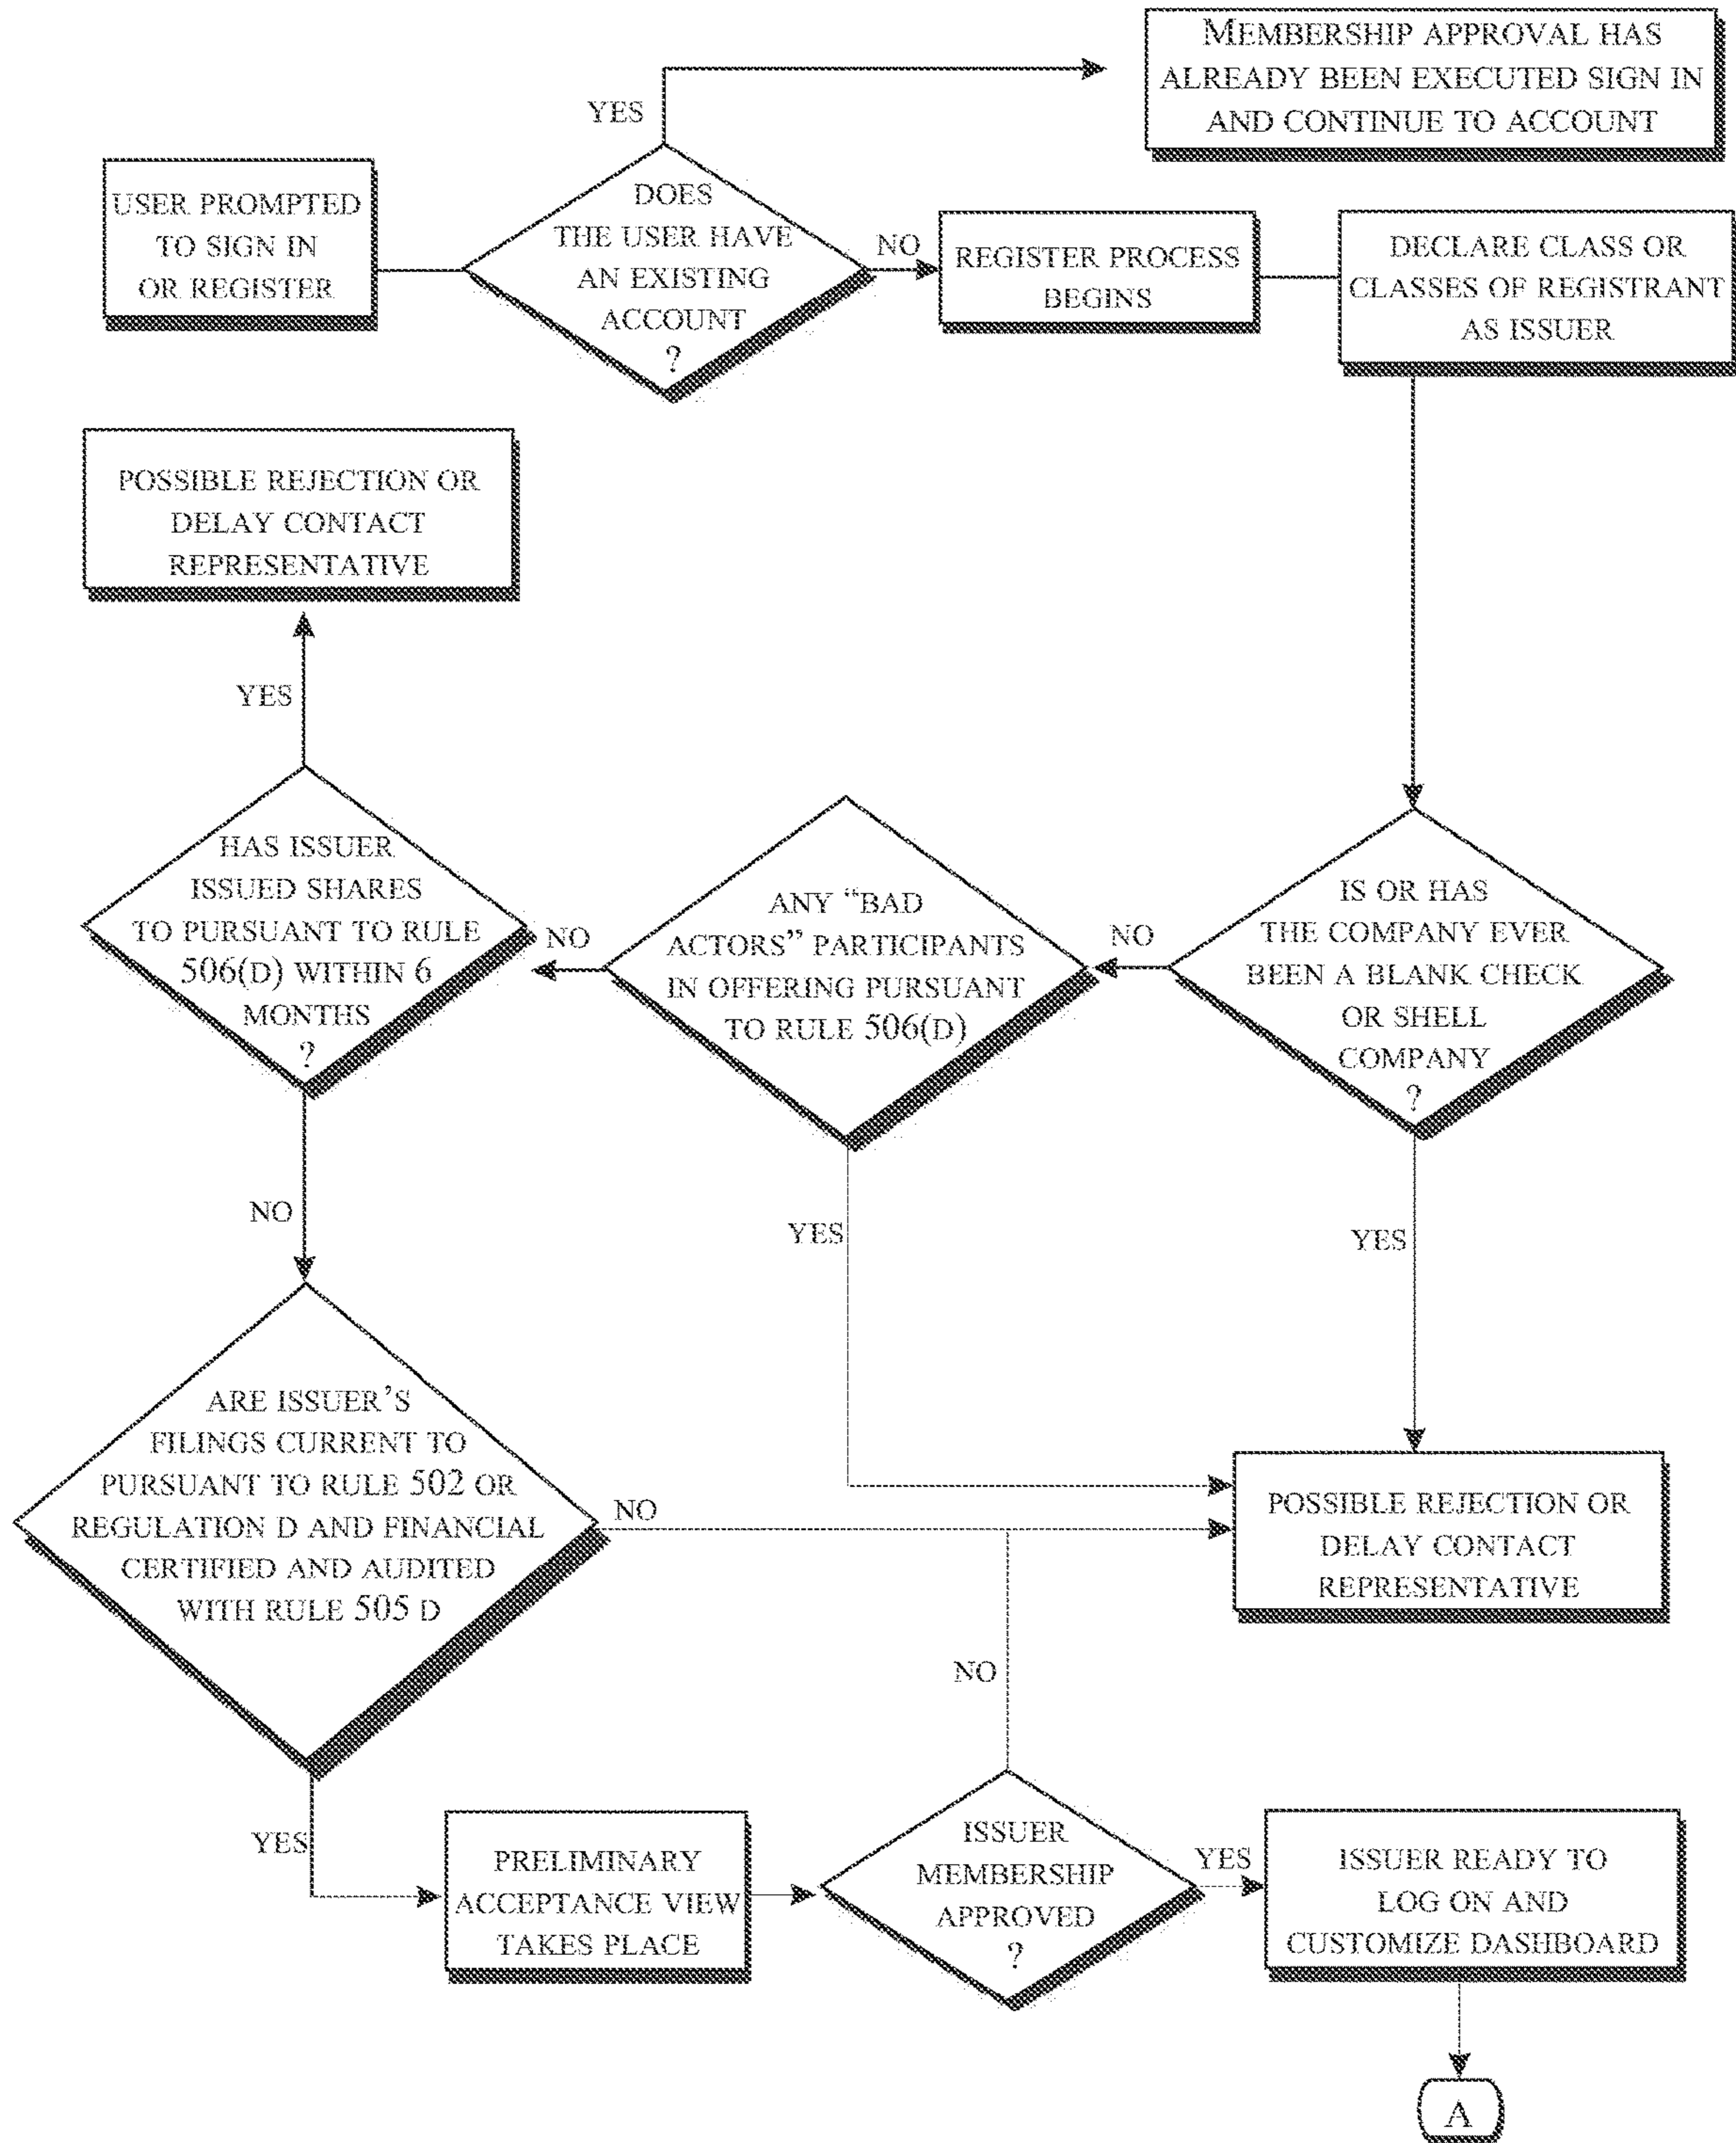 MEMBERSHIP APPROVAL HAS
ALREADY BEEN EXECUTED SIGN IN
AND CONTINUE TO ACCOUNT
YES
USER PROMPTED
TO SIGN IN
OR REGISTER
DOES
THE USER HAVE
AN EXISTING
ACCOUNT
?
NO
REGISTER PROCESS
BEGINS
DECLARE CLASS OR
CLASSES OF REGISTRANT
AS ISSUER
POSSIBLE REJECTION OR
DELAY CONTACT
REPRESENTATIVE
YES
HAS ISSUER
ISSUED SHARES
TO PURSUANT TO RULE
506(D) WITHIN 6
MONTHS
?
NO
ANY “BAD
ACTORS” PARTICIPANTS
IN OFFERING PURSUANT
TO RULE 506(D)
NO
IS OR HAS
THE COMPANY EVER
BEEN A BLANK CHECK
OR SHELL
COMPANY
?
NO
YES
YES
ARE ISSUER’S
FILINGS CURRENT TO
PURSUANT TO RULE 502 OR
REGULATION D AND FINANCIAL
CERTIFIED AND AUDITED
WITH RULE 505 D
NO
POSSIBLE REJECTION OR
DELAY CONTACT
REPRESENTATIVE
NO
YES
PRELIMINARY
ACCEPTANCE VIEW
TAKES PLACE
ISSUER
MEMBERSHIP
APPROVED
?
YES
ISSUER READY TO
LOG ON AND
CUSTOMIZE DASHBOARD
A